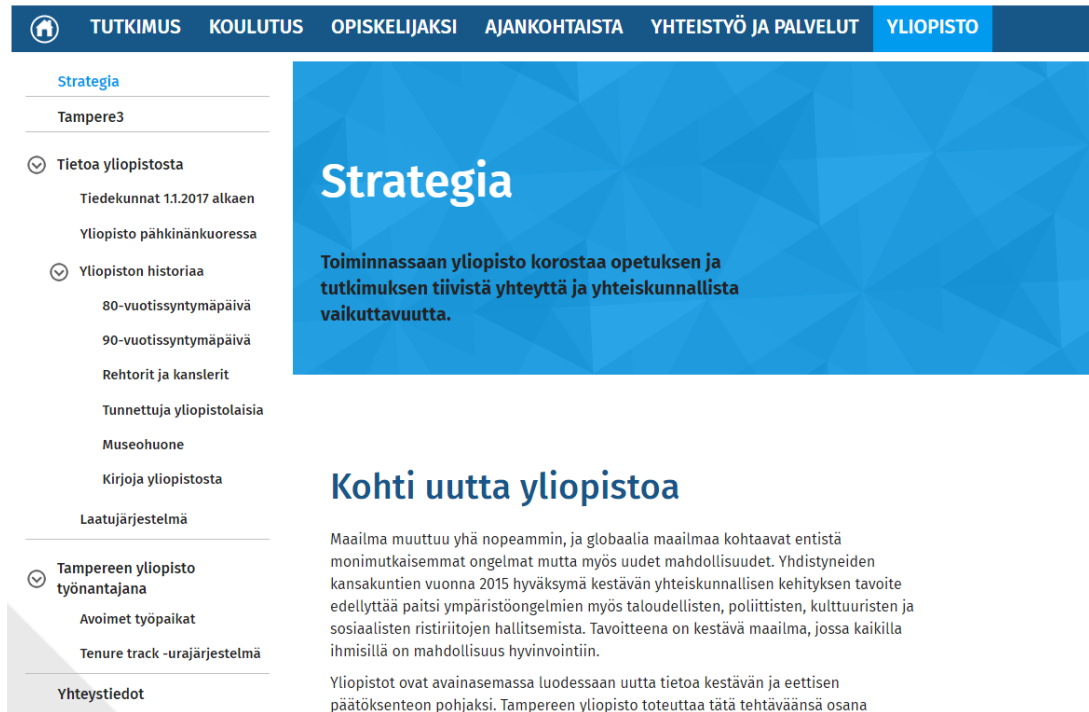 TUTKIMUS KOULUTUS OPISKELIJAKSI AJANKOHTAISTA YHTEISTYÖ JA PALVELUT YLIOPISTO
Strategia
Tampere3
Tietoa yliopistosta
Tiedekunnat 1.1.2017 alkaen
Yliopisto pähkinänkuoressa
Yliopiston historiaa
80-vuotissyntymäpäivä
90-vuotissyntymäpäivä
Rehtorit ja kanslerit
Tunnettuja yliopistolaisia
Museohuone
Kirjoja yliopistosta
Laatujärjestelmä
Tampereen yliopisto
työnantajana
Avoimet työpaikat
Tenure track -urajärjestelmä
Yhteystiedot
Strategia
Toiminnassaan yliopisto korostaa opetuksen ja
tutkimuksen tiivistä yhteyttä ja yhteiskunnallista
vaikuttavuutta.
Kohti uutta yliopistoa
Maailma muuttuu yhä nopeammin, ja globaalia maailmaa kohtaavat entistä
monimutkaisemmat ongelmat mutta myös uudet mahdollisuudet. Yhdistyneiden
kansakuntien vuonna 2015 hyväksymä kestävän yhteiskunnallisen kehityksen tavoite
edellyttää paitsi ympäristöongelmien myös taloudellisten, poliittisten, kulttuuristen ja
sosiaalisten ristiriitojen hallitsemista. Tavoitteena on kestävä maailma, jossa kaikilla
ihmisillä on mahdollisuus hyvinvointiin.
Yliopistot ovat avainasemassa luodessaan uutta tietoa kestävän ja eettisen
päätöksenteon pohjaksi. Tampereen yliopisto toteuttaa tätä tehtäväänsä osana